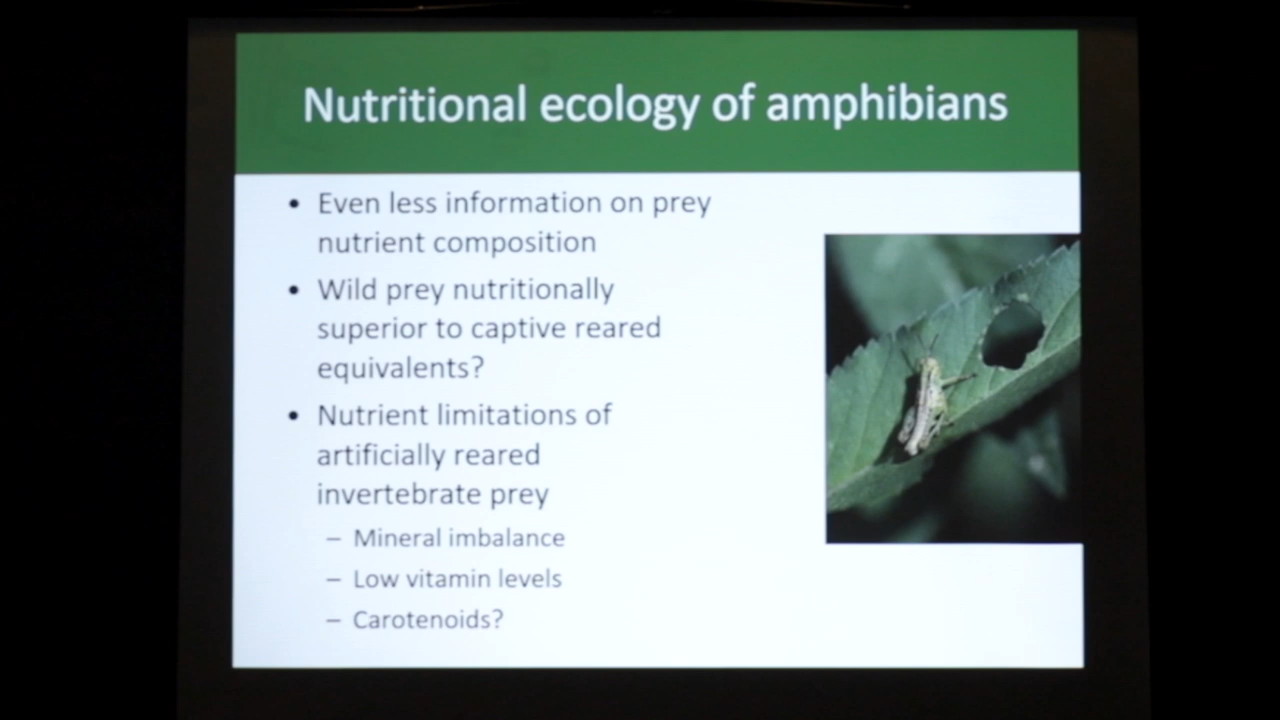 Nutritional ecology of amphibians
• Even less information on prey
nutrient composition
• Wild prey nutritionally
superior to captive reared
equivalents?
• Nutrient limitations of
artificially reared
invertebrate prey
– Mineral imbalance
– Low vitamin levels
– Carotenoids?